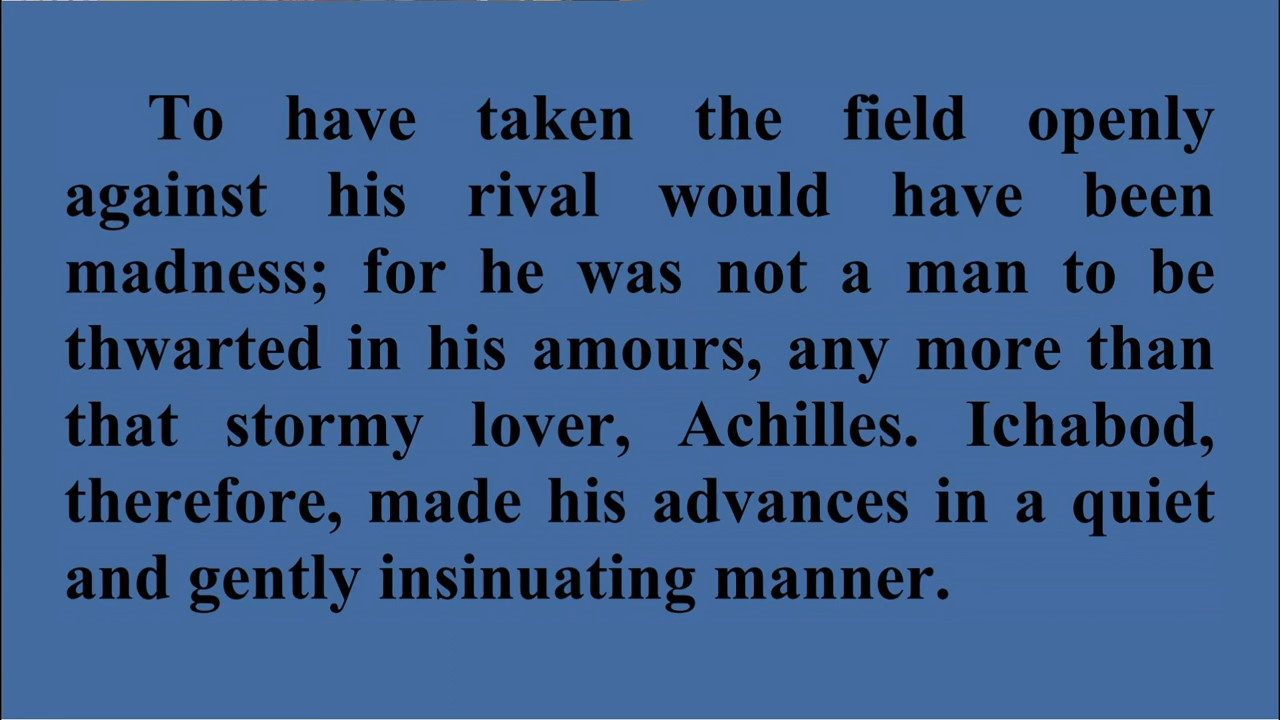 To have taken the field openly
against his rival would have been
madness; for he was not a man to be
thwarted in his amours, any more than
that stormy lover, Achilles. Ichabod,
therefore, made his advances in a quiet
and gently insinuating manner.